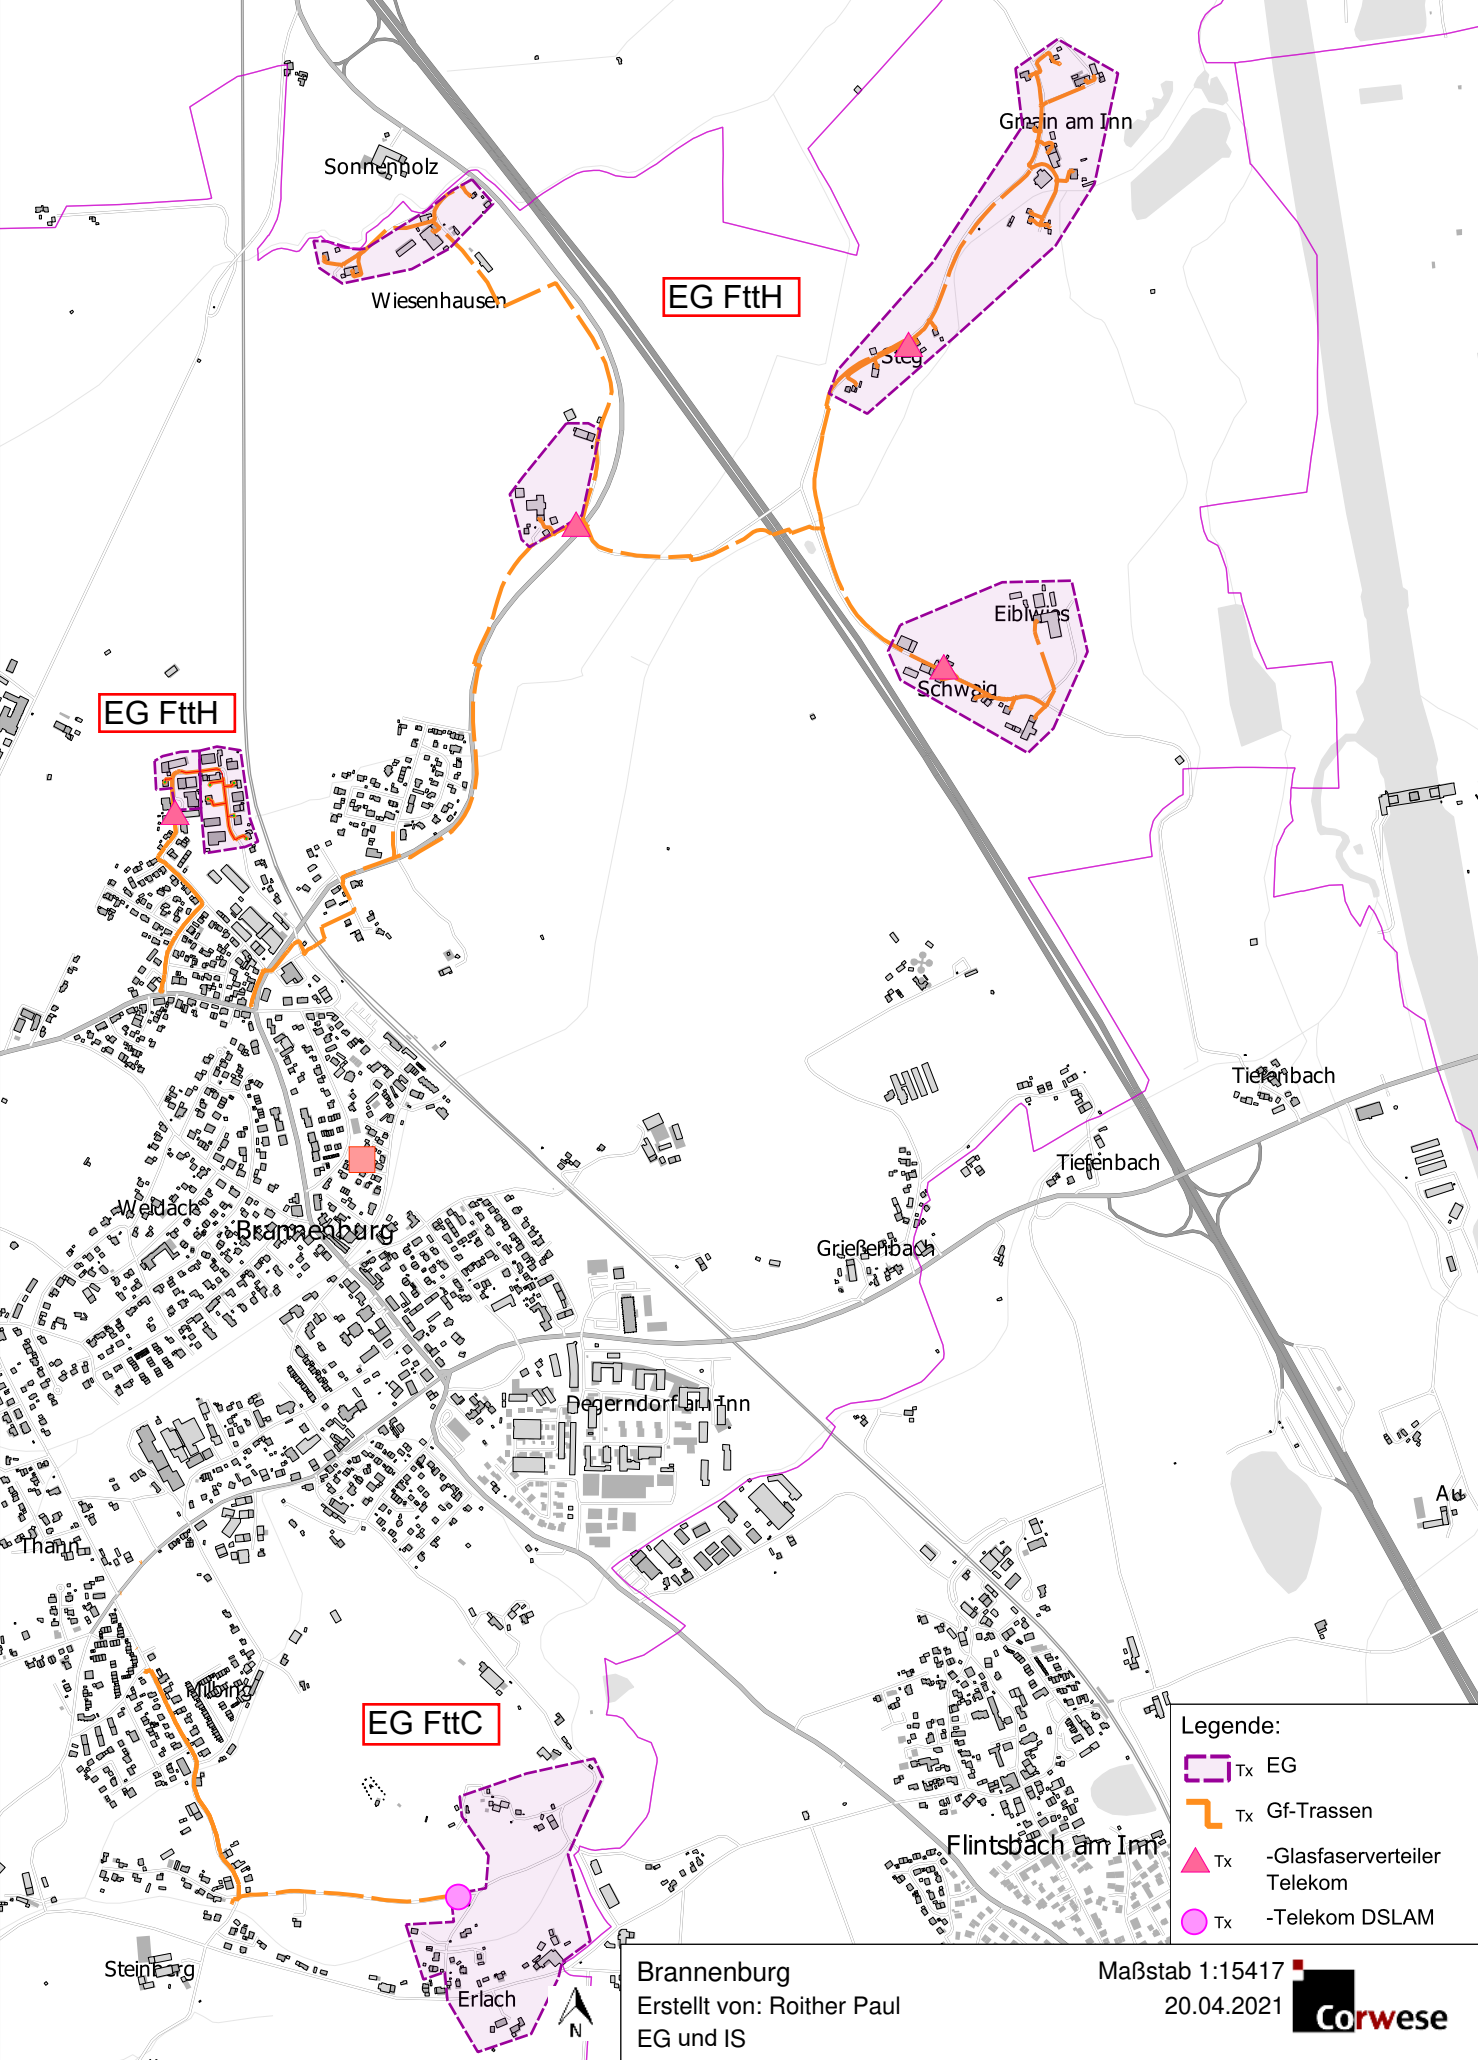 Gmain am Inn
Sonnenholz
Wiesenhausen
EG FttH
Steg
Eiblwies
Schwaig
EG FttH
Tiefenbach
Tiefenbach
Weidach
Brannenburg
Grießenbach
Degerndorf am Inn
Au
Thann
Milbing
EG FttC
Flintsbach am Inn
Steinberg
Erlach
N
Legende:
Tx EG
Tx Gf-Trassen
Tx -Glasfaserverteiler
Telekom
Tx -Telekom DSLAM
Brannenburg
Erstellt von: Roither Paul
EG und IS
Maßstab 1:15417
20.04.2021
Corwese